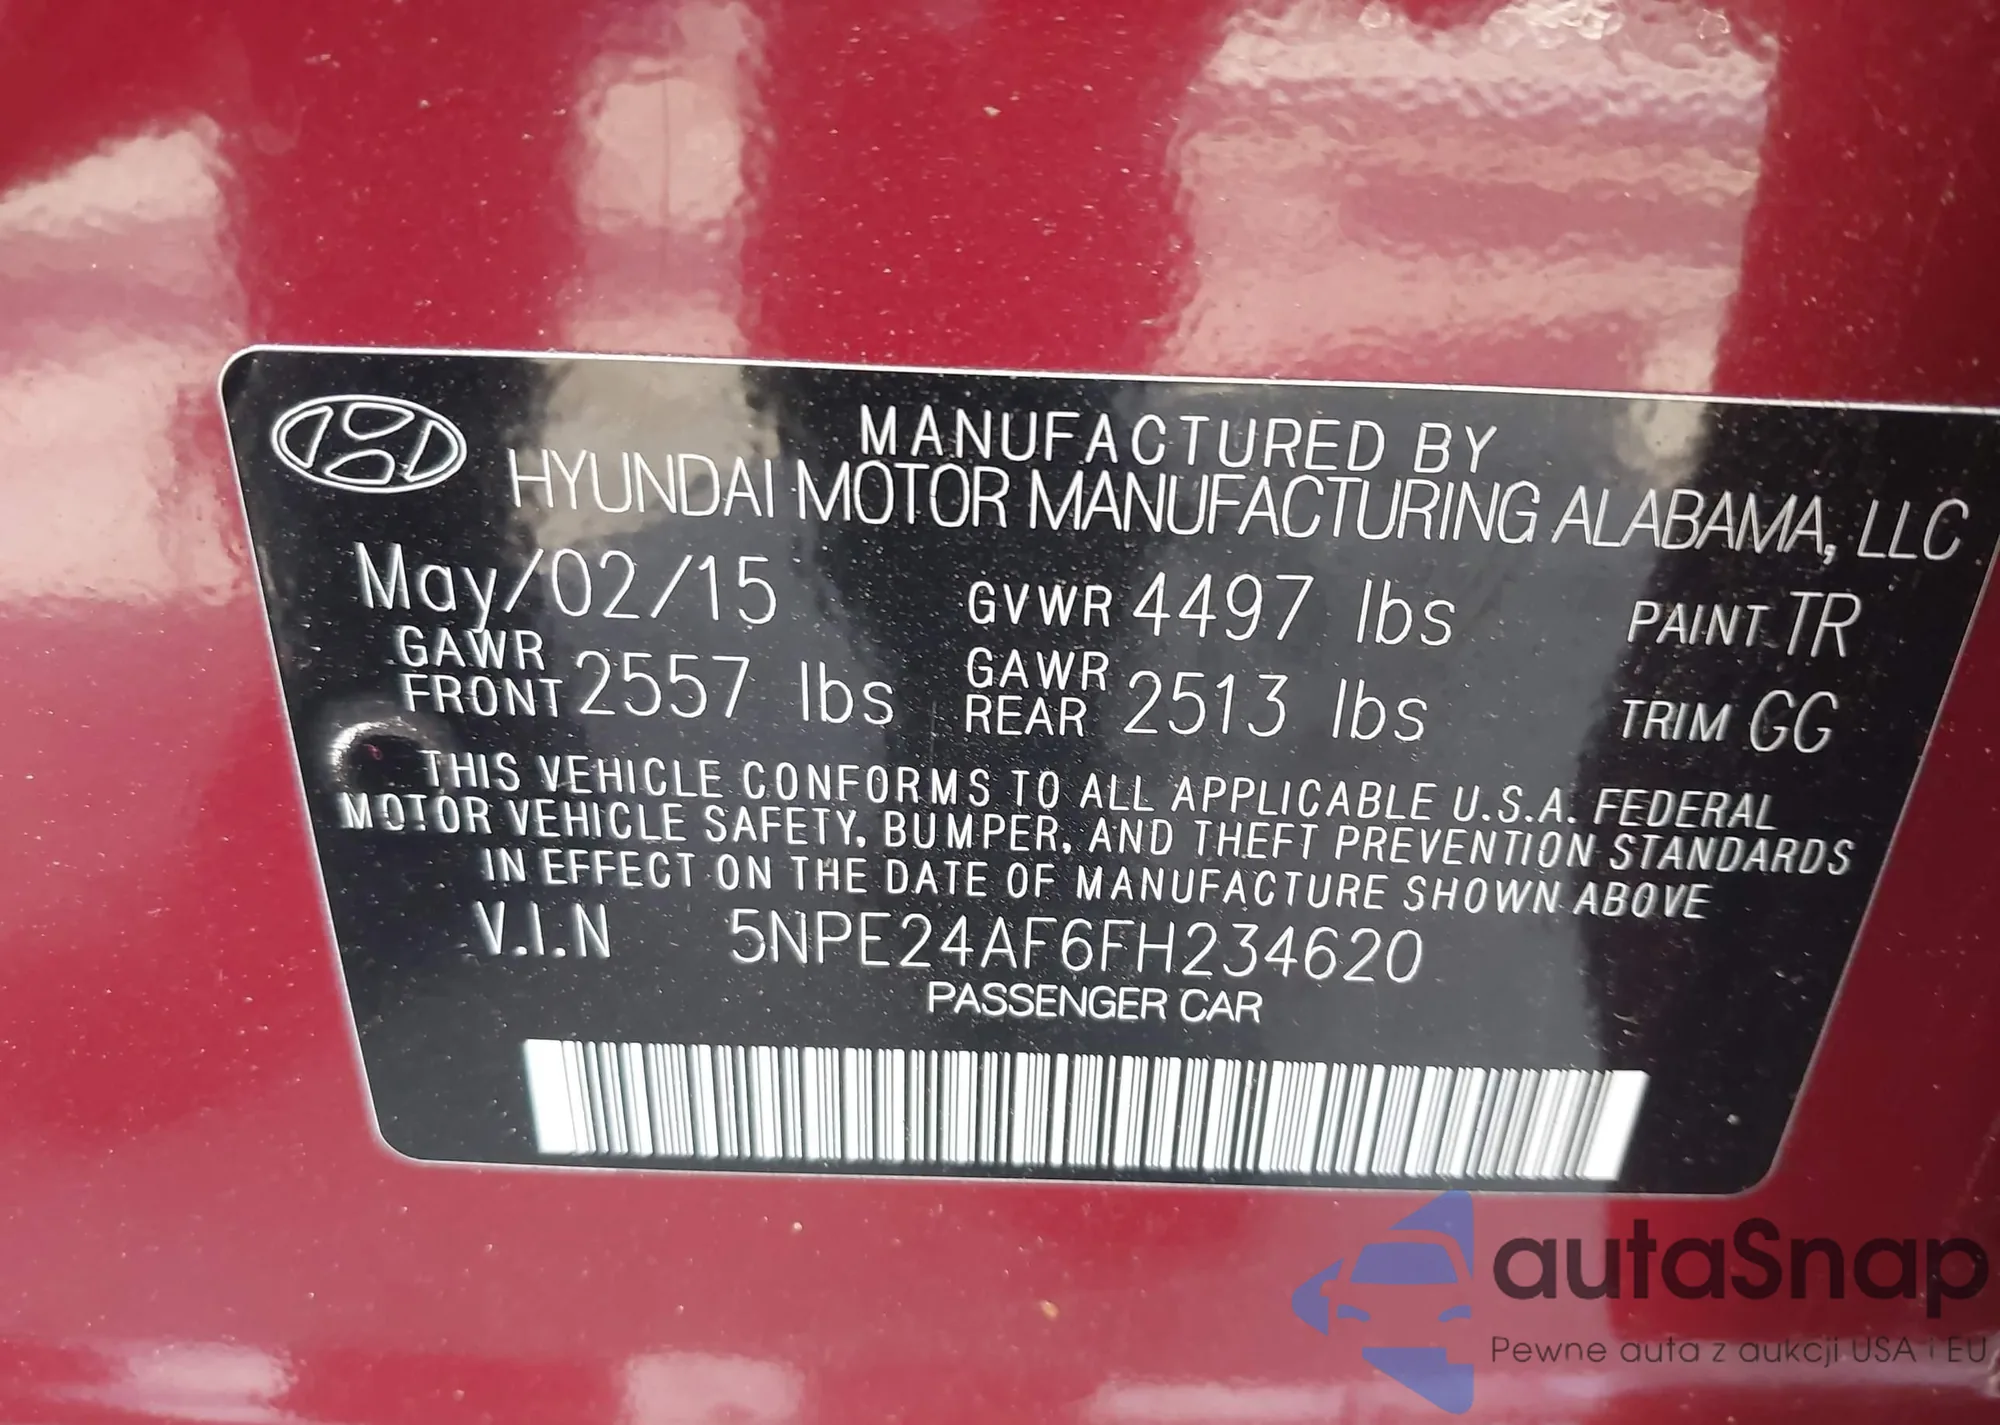 MANUFACTURED BY
HYUNDAI MOTOR MANUFACTURING ALABAMA, LLC
May/02/15 GVWR 4497 lbs PAINT TR
GAWR FRONT 2557 lbs GAWR REAR 2513 lbs TRIM GG
THIS VEHICLE CONFORMS TO ALL APPLICABLE U.S.A. FEDERAL
MOTOR VEHICLE SAFETY, BUMPER, AND THEFT PREVENTION STANDARDS
IN EFFECT ON THE DATE OF MANUFACTURE SHOWN ABOVE
V.I.N 5NPE24AF6FH234620
PASSENGER CAR
autaSnap
Pewne auta z aukcji USA i EU